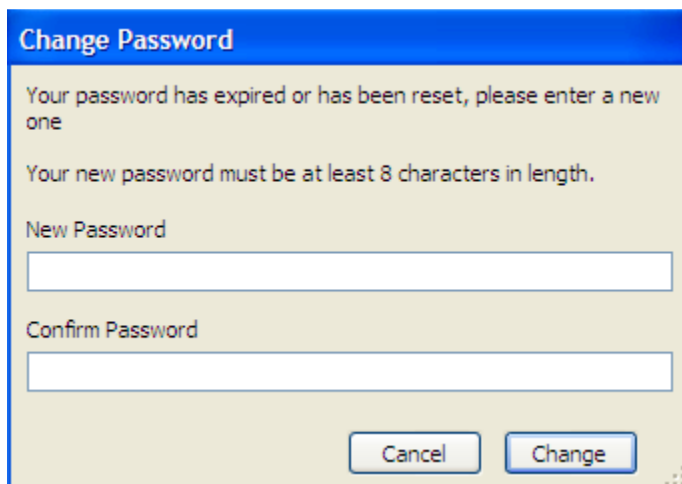 Change Password
Your password has expired or has been reset, please enter a new
one
Your new password must be at least 8 characters in length.
New Password
Confirm Password
Cancel
Change